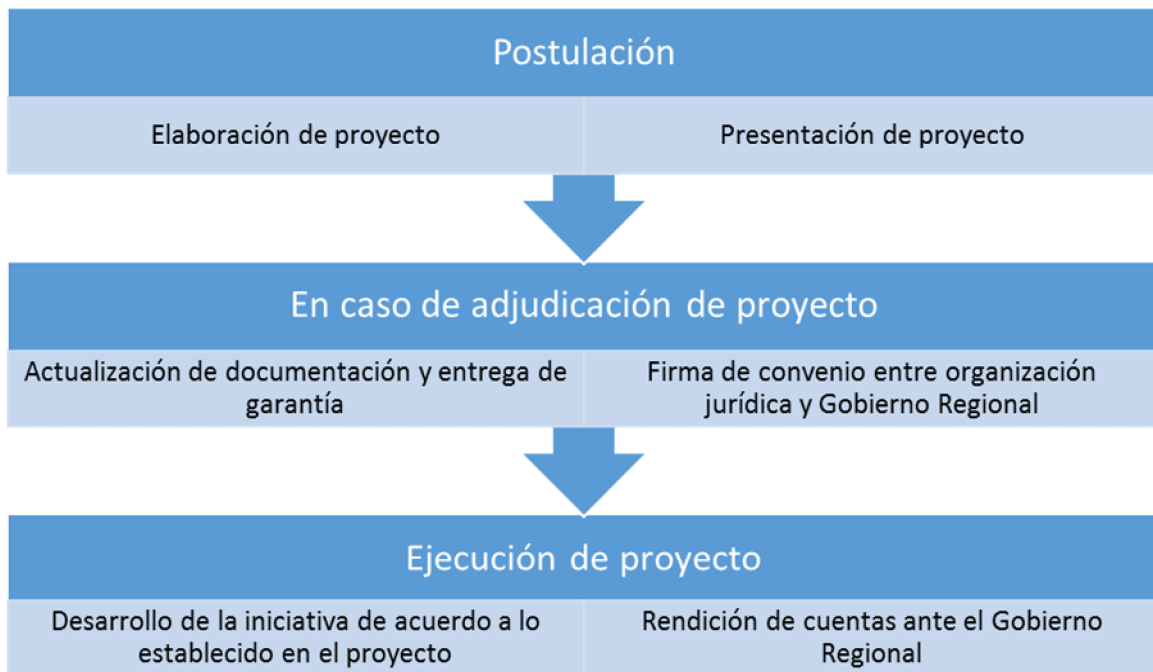 Postulación
Elaboración de proyecto
Presentación de proyecto
En caso de adjudicación de proyecto
Actualización de documentación y entrega de
garantía
Firma de convenio entre organización
jurídica y Gobierno Regional
Ejecución de proyecto
Desarrollo de la iniciativa de acuerdo a lo
establecido en el proyecto
Rendición de cuentas ante el Gobierno
Regional